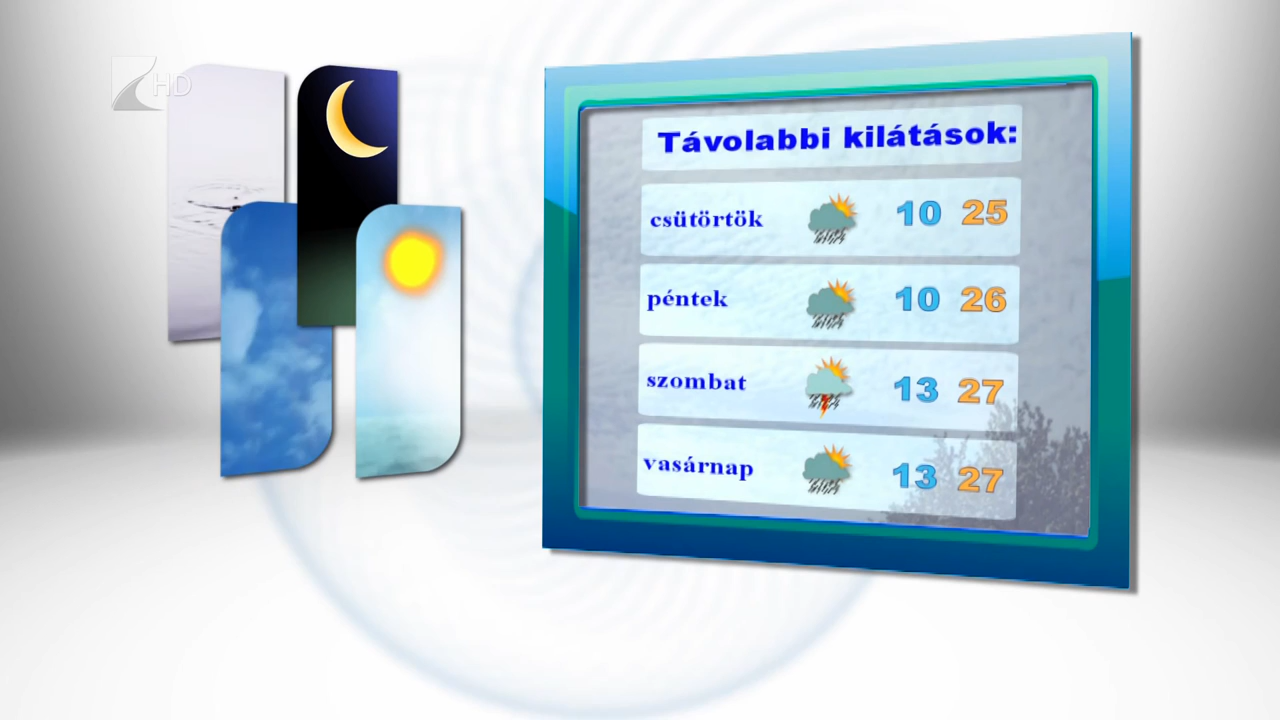 HD
Távolabbi kilátások:
csütörtök 10 25
péntek 10 26
szombat 13 27
vasárnap 13 27